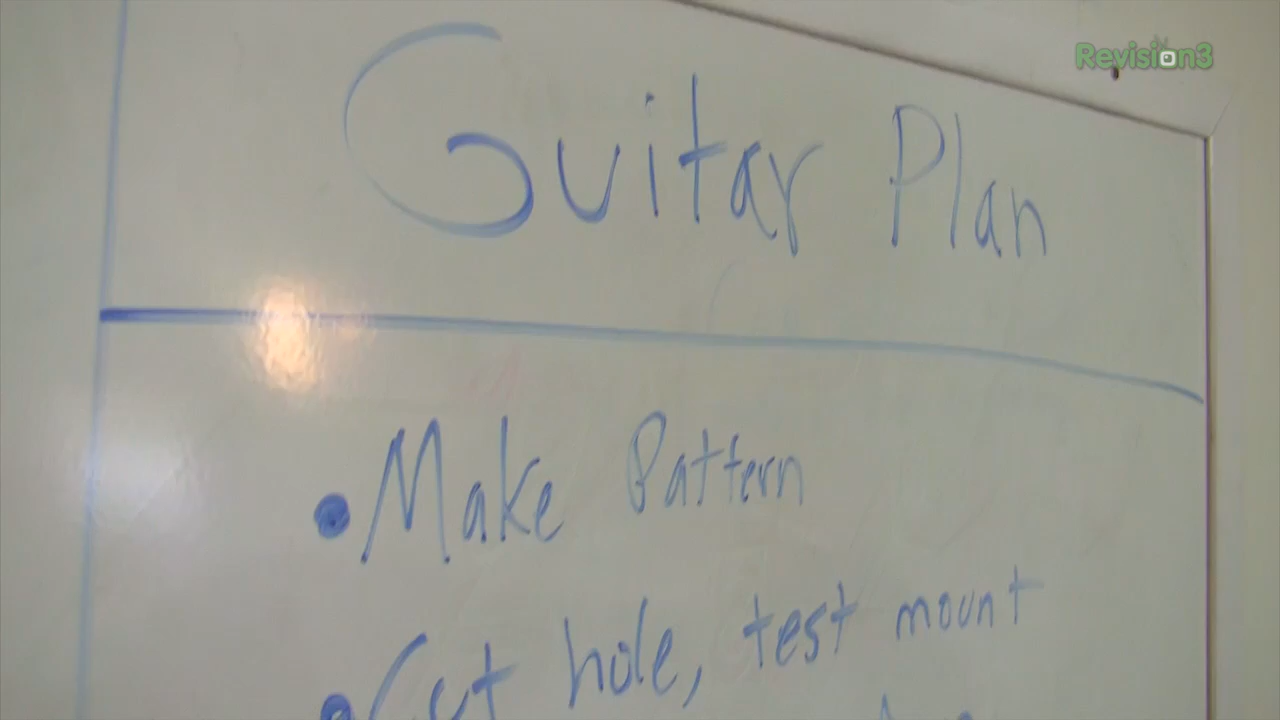 Revision3
Guitar Plan
• Make Pattern
• Cut hole, test mount